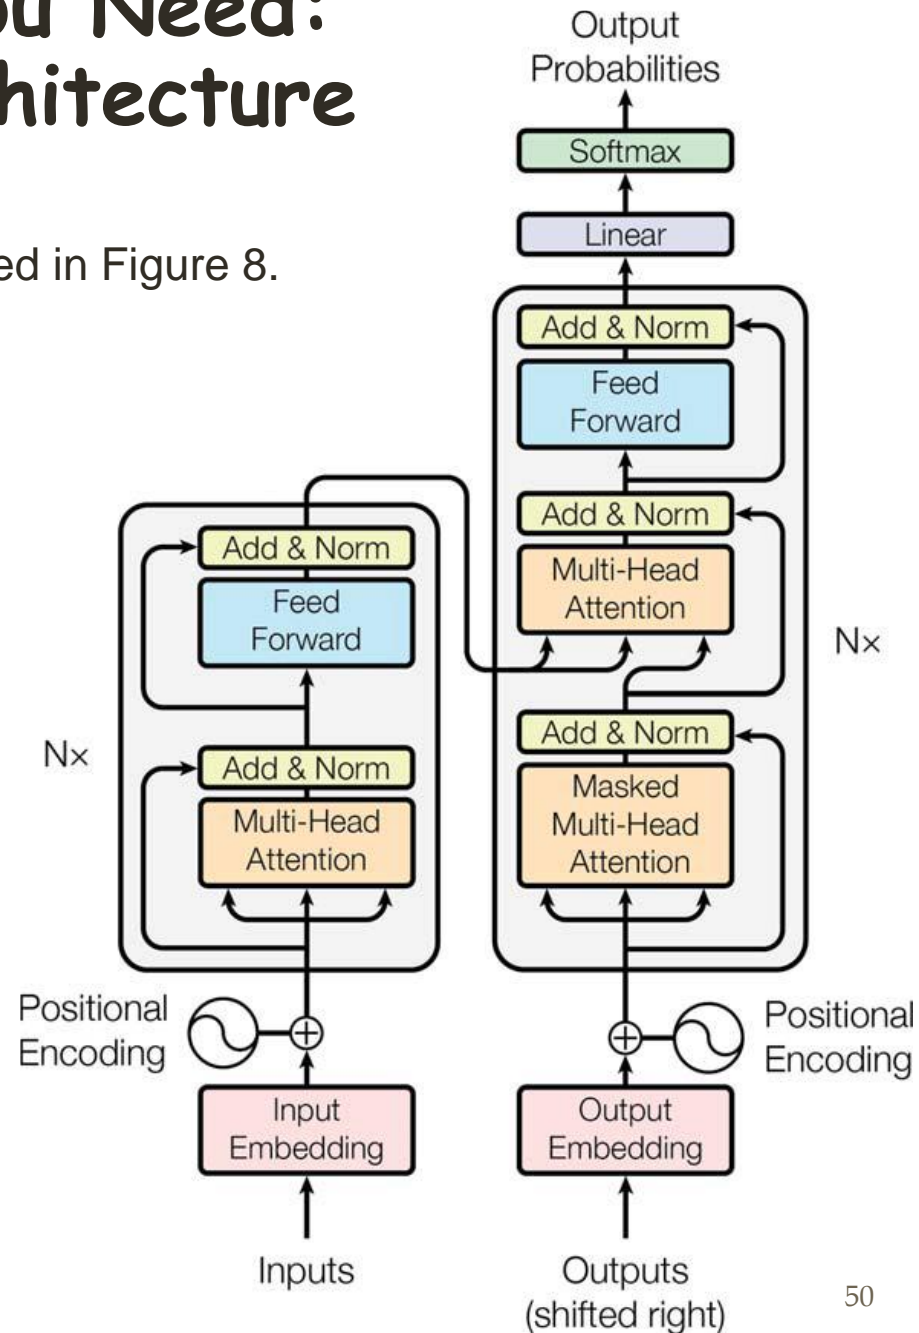 ou Need:
hitecture
ed in Figure 8.
Output
Probabilities
Softmax
Linear
Add & Norm
Feed
Forward
Add & Norm
Multi-Head
Attention
Nx
Add & Norm
Masked
Multi-Head
Attention
Add & Norm
Feed
Forward
Nx
Add & Norm
Multi-Head
Attention
Positional
Encoding
Positional
Encoding
Input
Embedding
Output
Embedding
Inputs
Outputs
(shifted right)
50